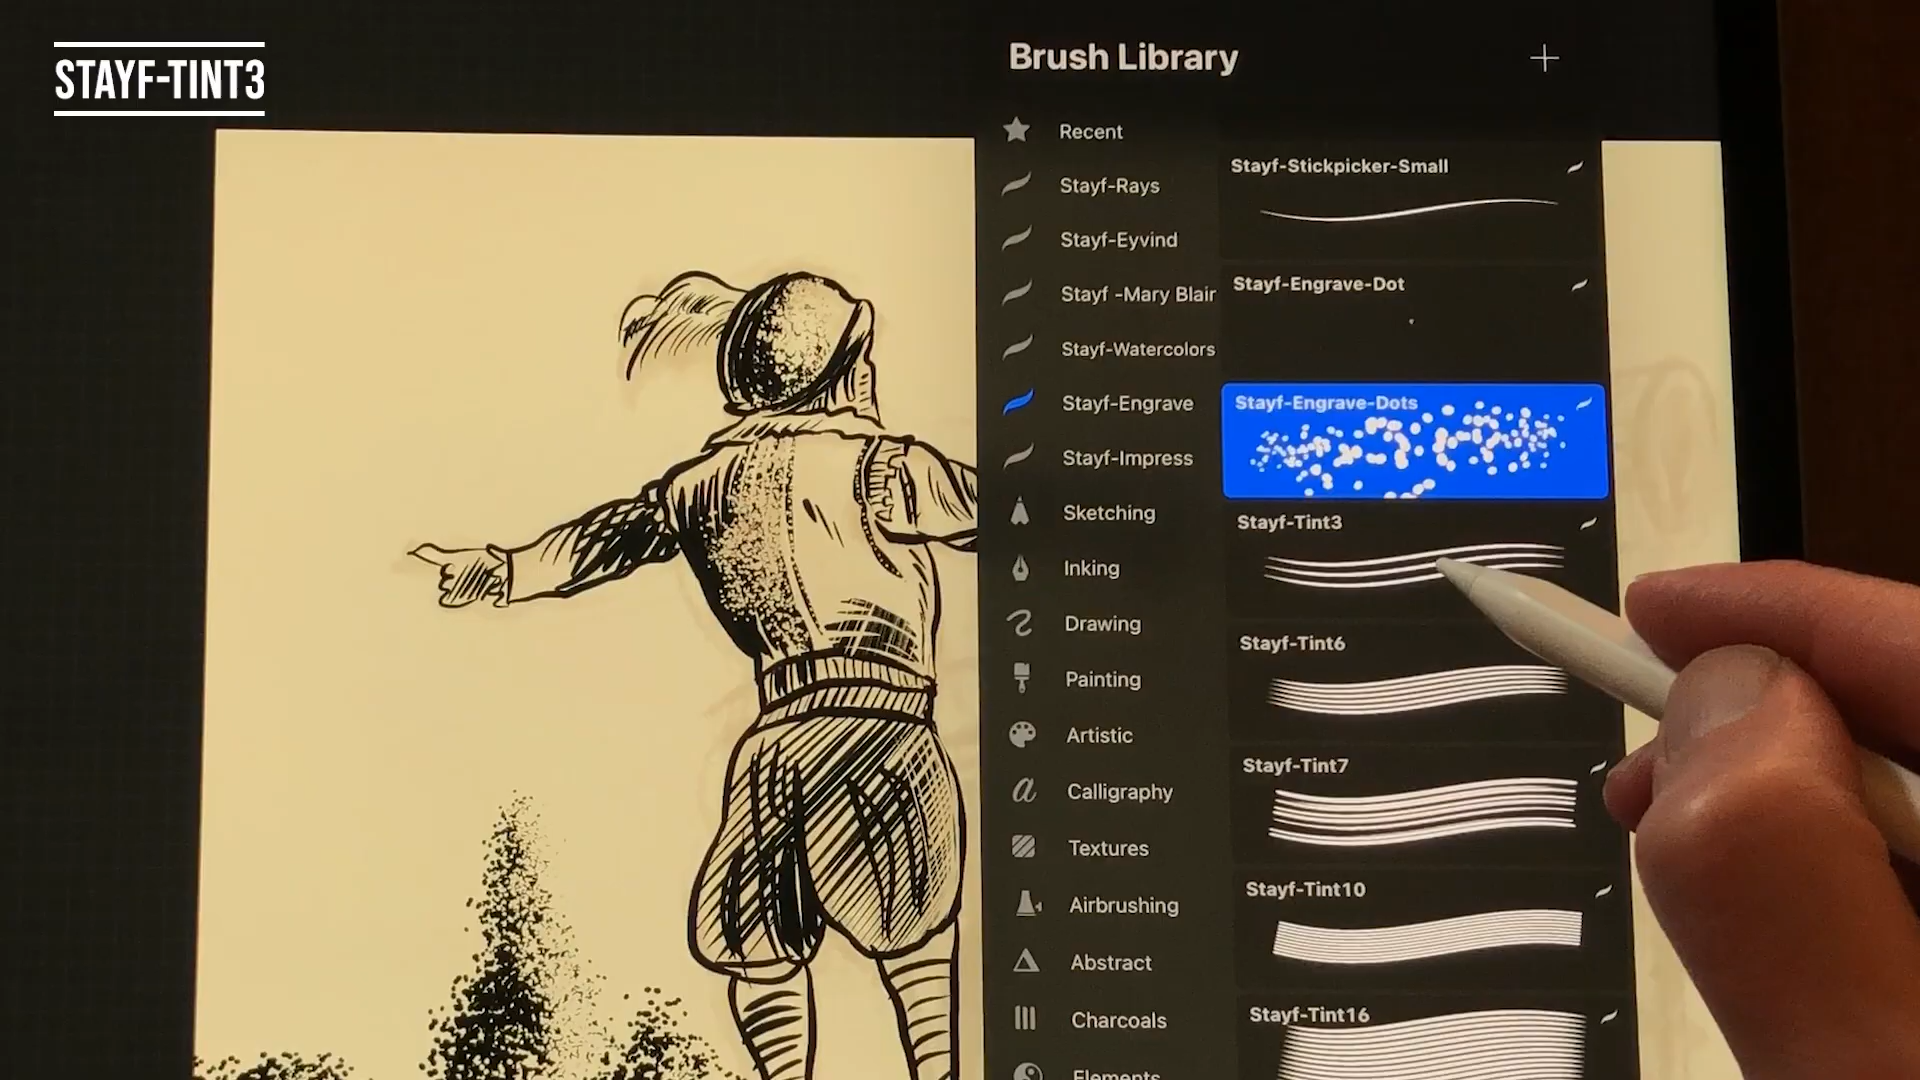 STAYF-TINT3
Brush Library
Recent
Stayf-Rays
Stayf-Eyvind
Stayf -Mary Blair
Stayf-Watercolors
Stayf-Engrave
Stayf-Impress
Sketching
Inking
Drawing
Painting
Artistic
Calligraphy
Textures
Airbrushing
Abstract
Charcoals
Elements
Stayf-Stickpicker-Small
Stayf-Engrave-Dot
Stayf-Engrave-Dots
Stayf-Tint3
Stayf-Tint6
Stayf-Tint7
Stayf-Tint10
Stayf-Tint16